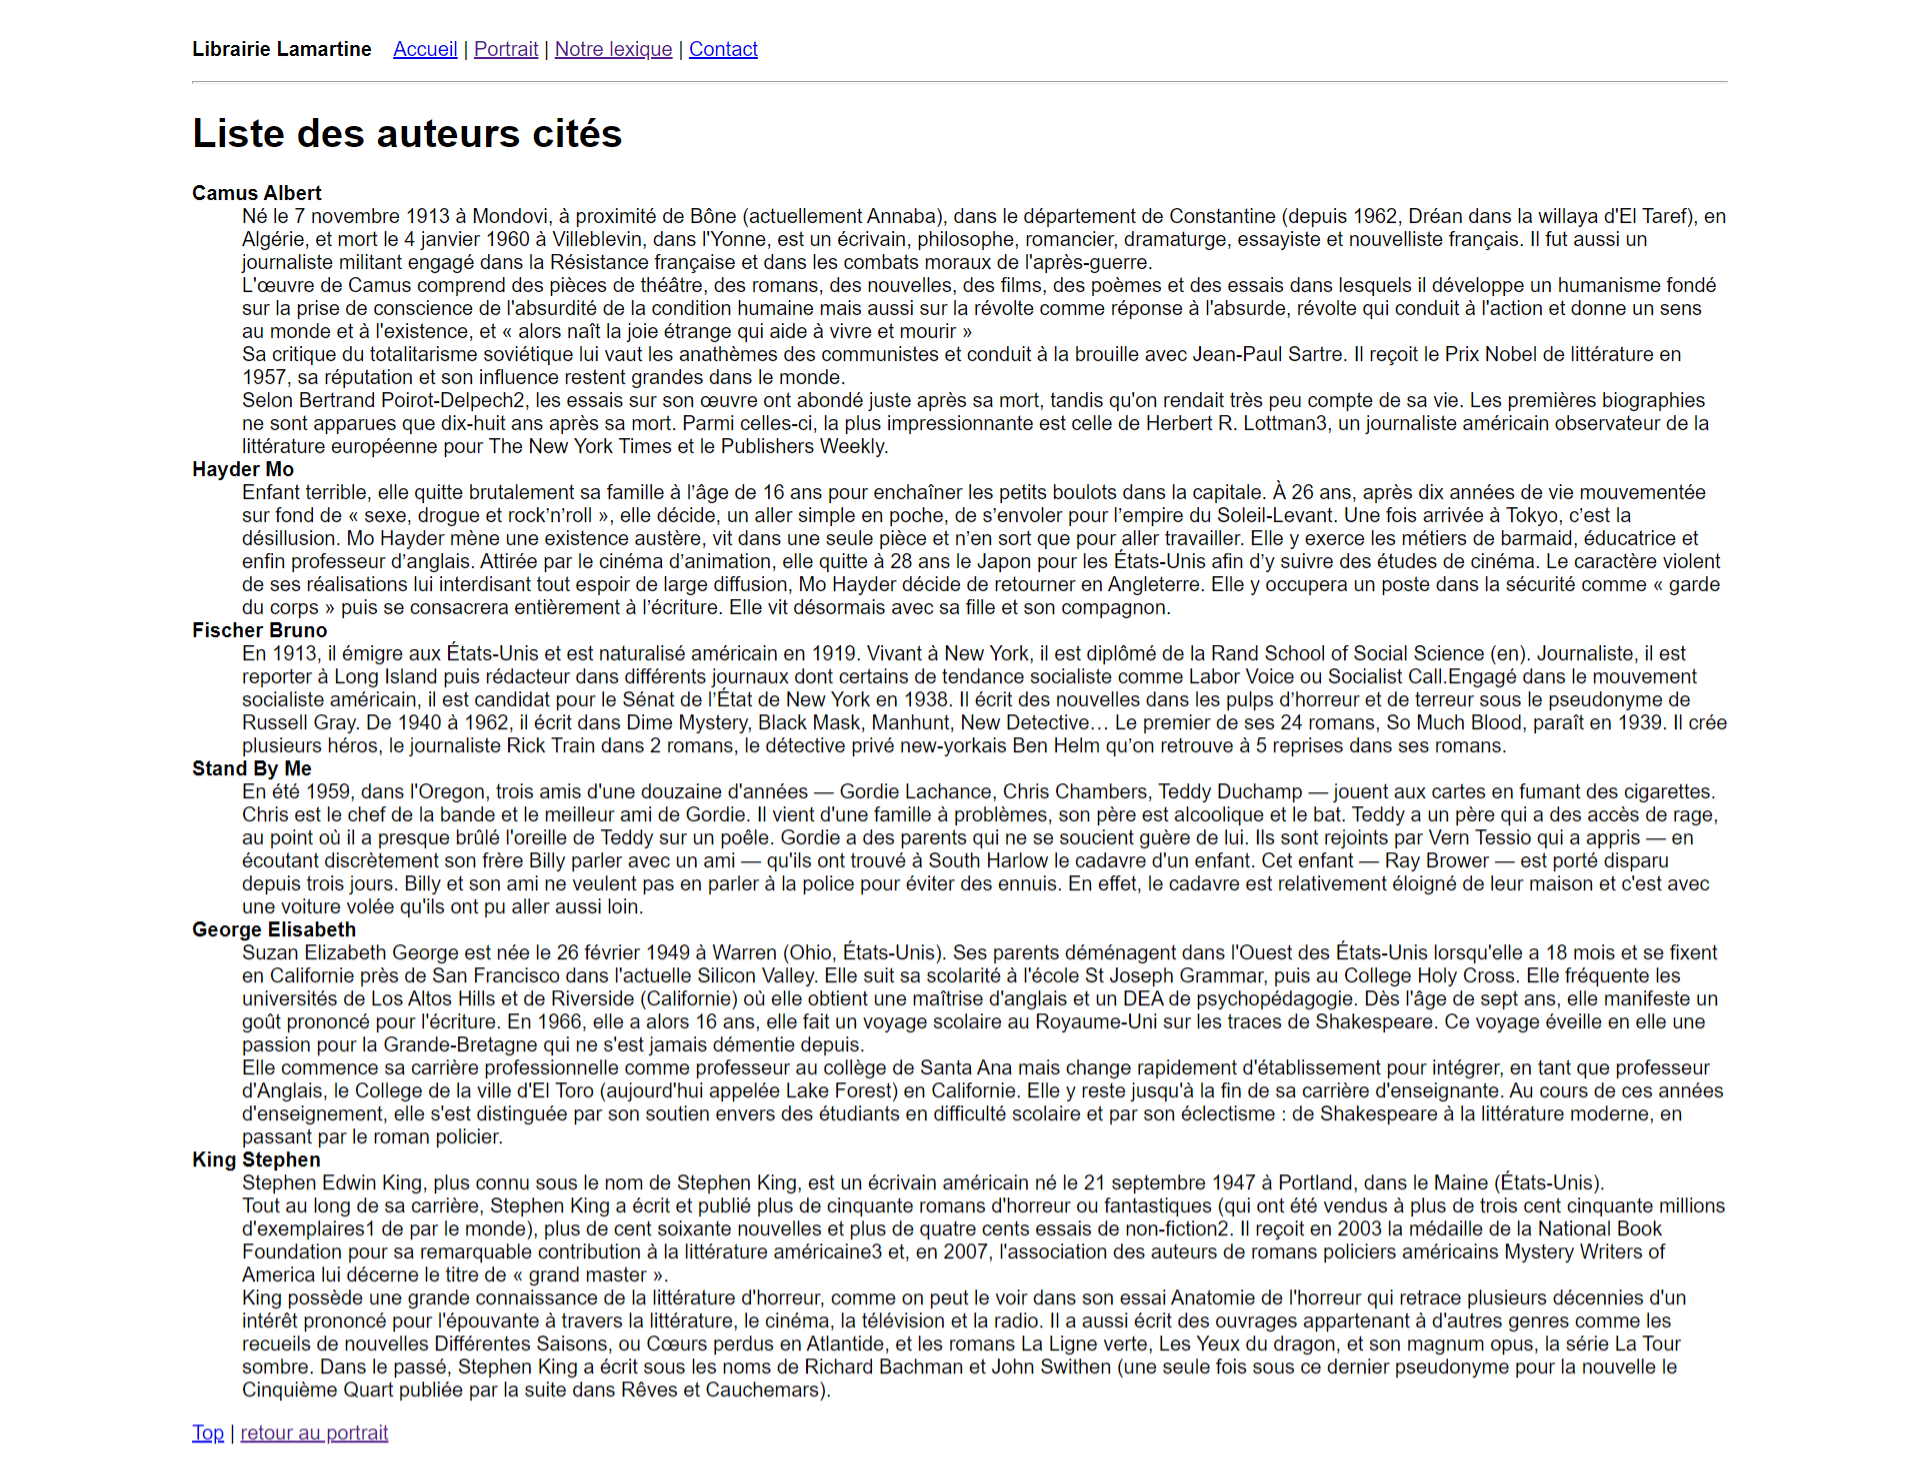 Librairie Lamartine Accueil | Portrait | Notre lexique | Contact
Liste des auteurs cités
Camus Albert
Né le 7 novembre 1913 à Mondovi, à proximité de Bône (actuellement Annaba), dans le département de Constantine (depuis 1962, Dréan dans la willaya d'El Taref), en
Algérie, et mort le 4 janvier 1960 à Villeblevin, dans l'Yonne, est un écrivain, philosophe, romancier, dramaturge, essayiste et nouvelliste français. Il fut aussi un
journaliste militant engagé dans la Résistance française et dans les combats moraux de l'après-guerre.
L'œuvre de Camus comprend des pièces de théâtre, des romans, des nouvelles, des films, des poèmes et des essais dans lesquels il développe un humanisme fondé
sur la prise de conscience de l'absurdité de la condition humaine mais aussi sur la révolte comme réponse à l'absurde, révolte qui conduit à l'action et donne un sens
au monde et à l'existence, et « alors naît la joie étrange qui aide à vivre et mourir »
Sa critique du totalitarisme soviétique lui vaut les anathèmes des communistes et conduit à la brouille avec Jean-Paul Sartre. Il reçoit le Prix Nobel de littérature en
1957, sa réputation et son influence restent grandes dans le monde.
Selon Bertrand Poirot-Delpech2, les essais sur son œuvre ont abondé juste après sa mort, tandis qu'on rendait très peu compte de sa vie. Les premières biographies
ne sont apparues que dix-huit ans après sa mort. Parmi celles-ci, la plus impressionnante est celle de Herbert R. Lottman3, un journaliste américain observateur de la
littérature européenne pour The New York Times et le Publishers Weekly.
Hayder Mo
Enfant terrible, elle quitte brutalement sa famille à l’âge de 16 ans pour enchaîner les petits boulots dans la capitale. À 26 ans, après dix années de vie mouvementée
sur fond de « sexe, drogue et rock’n’roll », elle décide, un aller simple en poche, de s’envoler pour l’empire du Soleil-Levant. Une fois arrivée à Tokyo, c’est la
désillusion. Mo Hayder mène une existence austère, vit dans une seule pièce et n’en sort que pour aller travailler. Elle y exerce les métiers de barmaid, éducatrice et
enfin professeur d’anglais. Attirée par le cinéma d’animation, elle quitte à 28 ans le Japon pour les États-Unis afin d’y suivre des études de cinéma. Le caractère violent
de ses réalisations lui interdisant tout espoir de large diffusion, Mo Hayder décide de retourner en Angleterre. Elle y occupera un poste dans la sécurité comme « garde
du corps » puis se consacrera entièrement à l’écriture. Elle vit désormais avec sa fille et son compagnon.
Fischer Bruno
En 1913, il émigre aux États-Unis et est naturalisé américain en 1919. Vivant à New York, il est diplômé de la Rand School of Social Science (en). Journaliste, il est
reporter à Long Island puis rédacteur dans différents journaux dont certains de tendance socialiste comme Labor Voice ou Socialist Call.Engagé dans le mouvement
socialiste américain, il est candidat pour le Sénat de l’État de New York en 1938. Il écrit des nouvelles dans les pulps d’horreur et de terreur sous le pseudonyme de
Russell Gray. De 1940 à 1962, il écrit dans Dime Mystery, Black Mask, Manhunt, New Detective… Le premier de ses 24 romans, So Much Blood, paraît en 1939. Il crée
plusieurs héros, le journaliste Rick Train dans 2 romans, le détective privé new-yorkais Ben Helm qu’on retrouve à 5 reprises dans ses romans.
Stand By Me
En été 1959, dans l'Oregon, trois amis d'une douzaine d'années — Gordie Lachance, Chris Chambers, Teddy Duchamp — jouent aux cartes en fumant des cigarettes.
Chris est le chef de la bande et le meilleur ami de Gordie. Il vient d'une famille à problèmes, son père est alcoolique et le bat. Teddy a un père qui a des accès de rage,
au point où il a presque brûlé l'oreille de Teddy sur un poêle. Gordie a des parents qui ne se soucient guère de lui. Ils sont rejoints par Vern Tessio qui a appris — en
écoutant discrètement son frère Billy parler avec un ami — qu'ils ont trouvé à South Harlow le cadavre d'un enfant. Cet enfant — Ray Brower — est porté disparu
depuis trois jours. Billy et son ami ne veulent pas en parler à la police pour éviter des ennuis. En effet, le cadavre est relativement éloigné de leur maison et c'est avec
une voiture volée qu'ils ont pu aller aussi loin.
George Elisabeth
Suzan Elizabeth George est née le 26 février 1949 à Warren (Ohio, États-Unis). Ses parents déménagent dans l'Ouest des États-Unis lorsqu'elle a 18 mois et se fixent
en Californie près de San Francisco dans l'actuelle Silicon Valley. Elle suit sa scolarité à l'école St Joseph Grammar, puis au College Holy Cross. Elle fréquente les
universités de Los Altos Hills et de Riverside (Californie) où elle obtient une maîtrise d'anglais et un DEA de psychopédagogie. Dès l'âge de sept ans, elle manifeste un
goût prononcé pour l'écriture. En 1966, elle a alors 16 ans, elle fait un voyage scolaire au Royaume-Uni sur les traces de Shakespeare. Ce voyage éveille en elle une
passion pour la Grande-Bretagne qui ne s'est jamais démentie depuis.
Elle commence sa carrière professionnelle comme professeur au collège de Santa Ana mais change rapidement d'établissement pour intégrer, en tant que professeur
d'Anglais, le College de la ville d'El Toro (aujourd'hui appelée Lake Forest) en Californie. Elle y reste jusqu'à la fin de sa carrière d'enseignante. Au cours de ces années
d'enseignement, elle s'est distinguée par son soutien envers des étudiants en difficulté scolaire et par son éclectisme : de Shakespeare à la littérature moderne, en
passant par le roman policier.
King Stephen
Stephen Edwin King, plus connu sous le nom de Stephen King, est un écrivain américain né le 21 septembre 1947 à Portland, dans le Maine (États-Unis).
Tout au long de sa carrière, Stephen King a écrit et publié plus de cinquante romans d'horreur ou fantastiques (qui ont été vendus à plus de trois cent cinquante millions
d'exemplaires1 de par le monde), plus de cent soixante nouvelles et plus de quatre cents essais de non-fiction2. Il reçoit en 2003 la médaille de la National Book
Foundation pour sa remarquable contribution à la littérature américaine3 et, en 2007, l'association des auteurs de romans policiers américains Mystery Writers of
America lui décerne le titre de « grand master ».
King possède une grande connaissance de la littérature d'horreur, comme on peut le voir dans son essai Anatomie de l'horreur qui retrace plusieurs décennies d'un
intérêt prononcé pour l'épouvante à travers la littérature, le cinéma, la télévision et la radio. Il a aussi écrit des ouvrages appartenant à d'autres genres comme les
recueils de nouvelles Différentes Saisons, ou Cœurs perdus en Atlantide, et les romans La Ligne verte, Les Yeux du dragon, et son magnum opus, la série La Tour
sombre. Dans le passé, Stephen King a écrit sous les noms de Richard Bachman et John Swithen (une seule fois sous ce dernier pseudonyme pour la nouvelle le
Cinquième Quart publiée par la suite dans Rêves et Cauchemars).
Top | retour au portrait